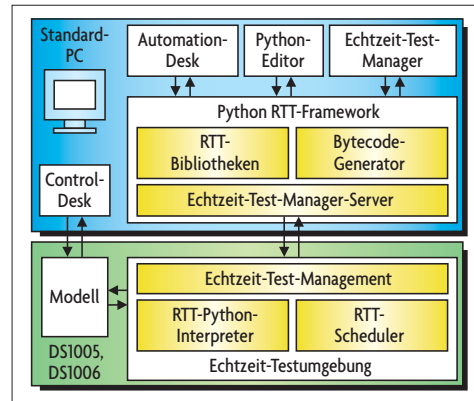 Standard-
PC
Automation-
Desk
Python-
Editor
Echtzeit-Test-
Manager
Python RTT-Framework
RTT-
Bibliotheken
Bytecode-
Generator
Control-
Desk
Echtzeit-Test-Manager-Server
Modell
Echtzeit-Test-Management
RTT-Python-
Interpreter
RTT-
Scheduler
DS1005,
DS1006
Echtzeit-Testumgebung